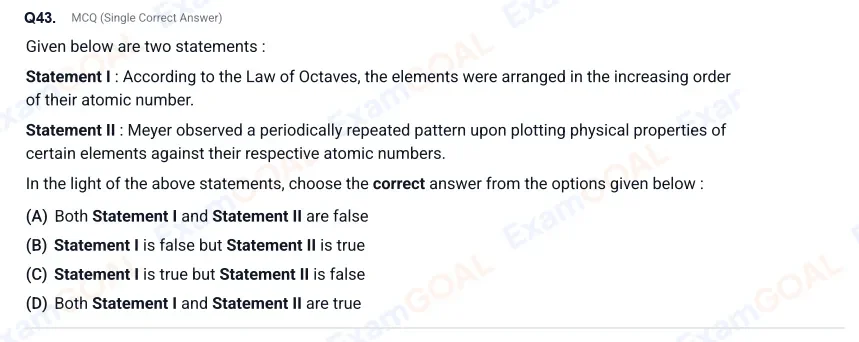 Q43. MCQ (Single Correct Answer)
Given below are two statements :
Statement I : According to the Law of Octaves, the elements were arranged in the increasing order
of their atomic number.
Statement II : Meyer observed a periodically repeated pattern upon plotting physical properties of
certain elements against their respective atomic numbers.
In the light of the above statements, choose the correct answer from the options given below :
(A) Both Statement I and Statement II are false
(B) Statement I is false but Statement II is true
(C) Statement I is true but Statement II is false
(D) Both Statement I and Statement II are true
ExamGOAL